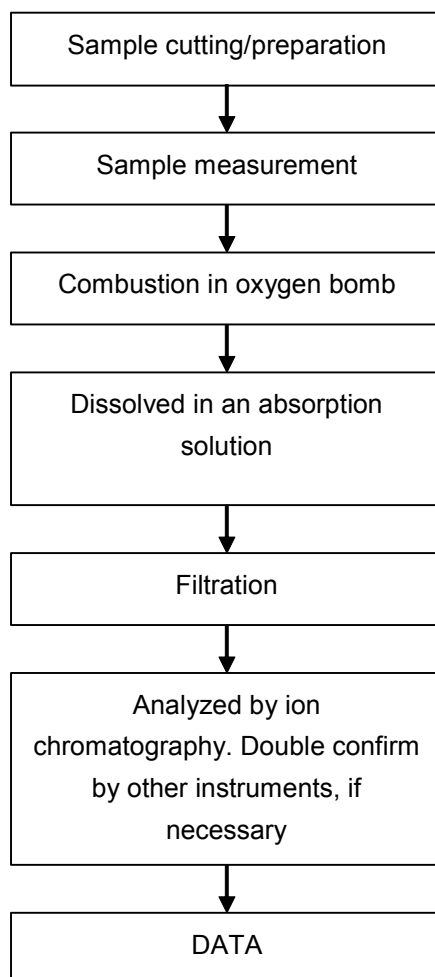 Sample cutting/preparation
Sample measurement
Combustion in oxygen bomb
Dissolved in an absorption
solution
Filtration
Analyzed by ion
chromatography. Double confirm
by other instruments, if
necessary
DATA